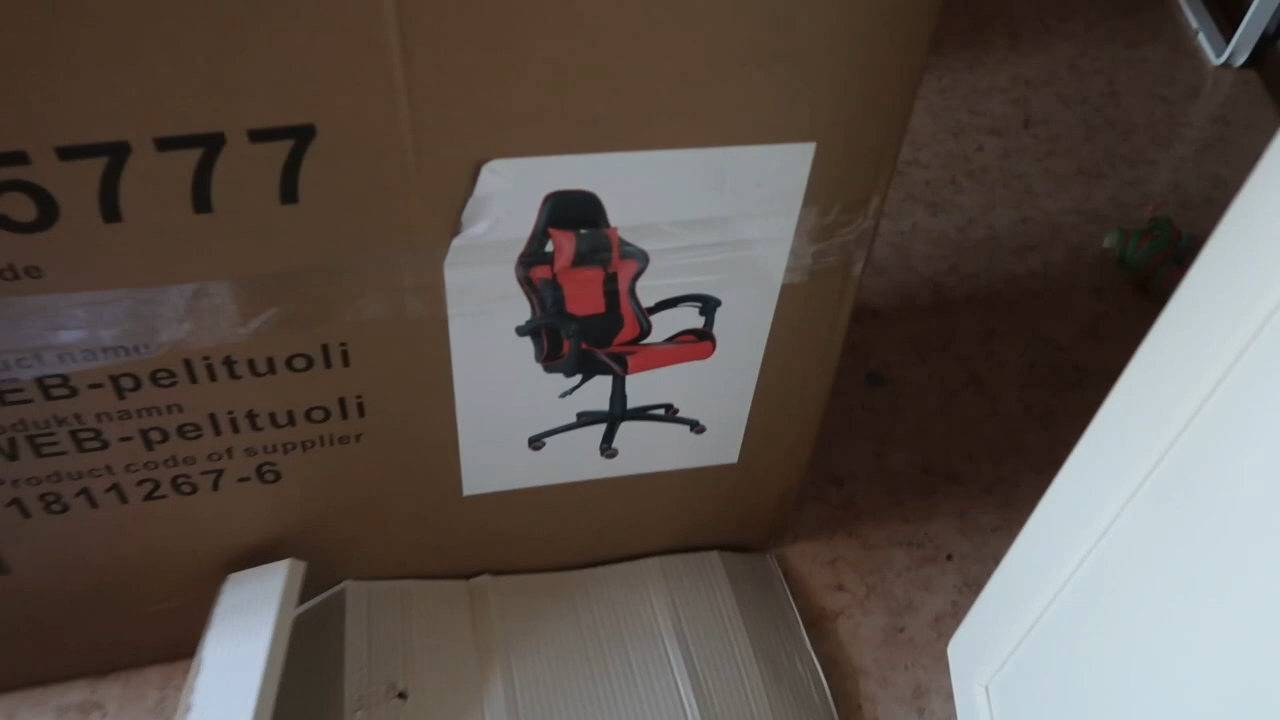 5777
de
uct name
EB-pelituoli
odukt namn
WEB-pelituoli
Product code of supplier
1811267-6